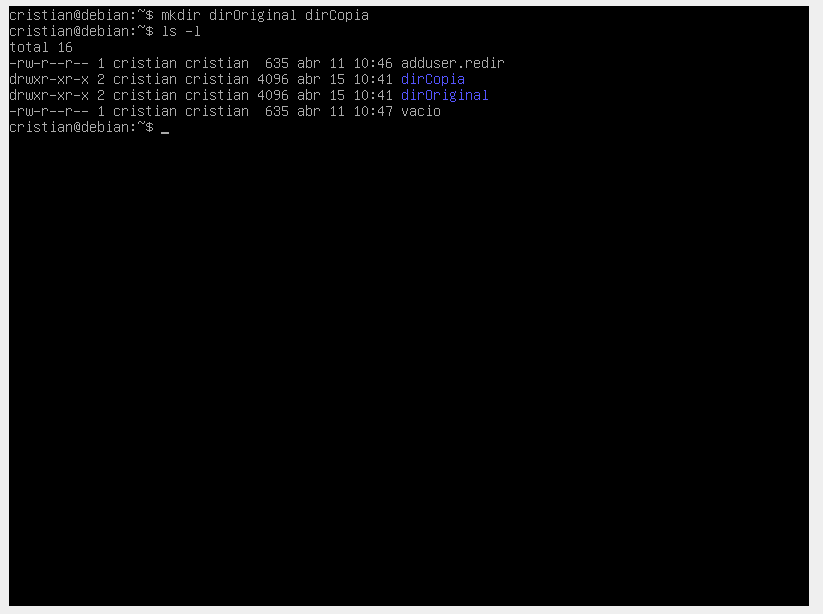 cristian@debian:~$ mkdir dirOriginal dirCopia
cristian@debian:~$ ls -l
total 16
-rw-r--r-- 1 cristian cristian  635 abr 11 10:46 adduser.redir
drwxr-xr-x 2 cristian cristian 4096 abr 15 10:41 dirCopia
drwxr-xr-x 2 cristian cristian 4096 abr 15 10:41 dirOriginal
-rw-r--r-- 1 cristian cristian  635 abr 11 10:47 vacio
cristian@debian:~$ _